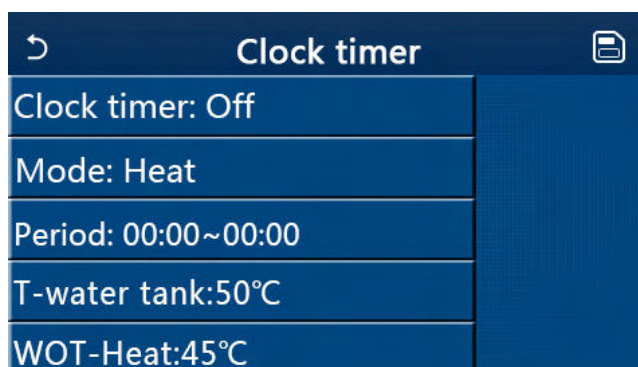 Clock timer
Clock timer: Off
Mode: Heat
Period: 00:00~00:00
T-water tank:50℃
WOT-Heat:45℃